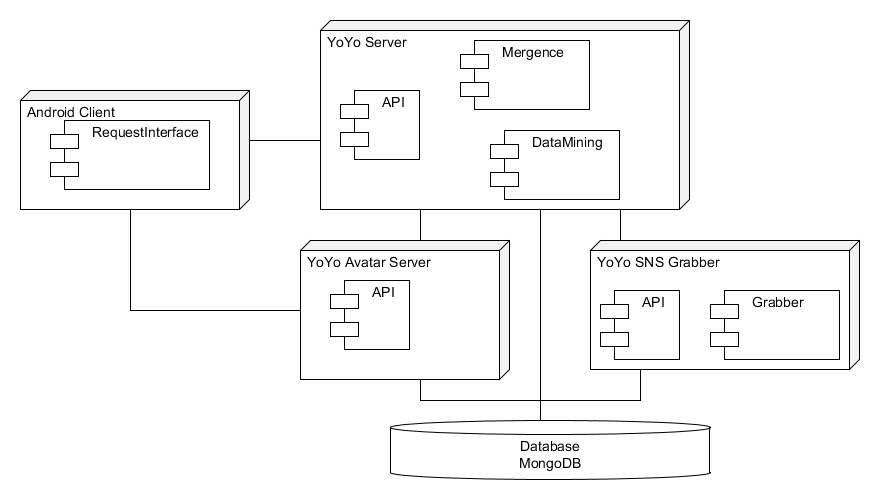 YoYo Server
Mergence
API
DataMining
Android Client
RequestInterface
YoYo Avatar Server
API
YoYo SNS Grabber
API
Grabber
Database
MongoDB